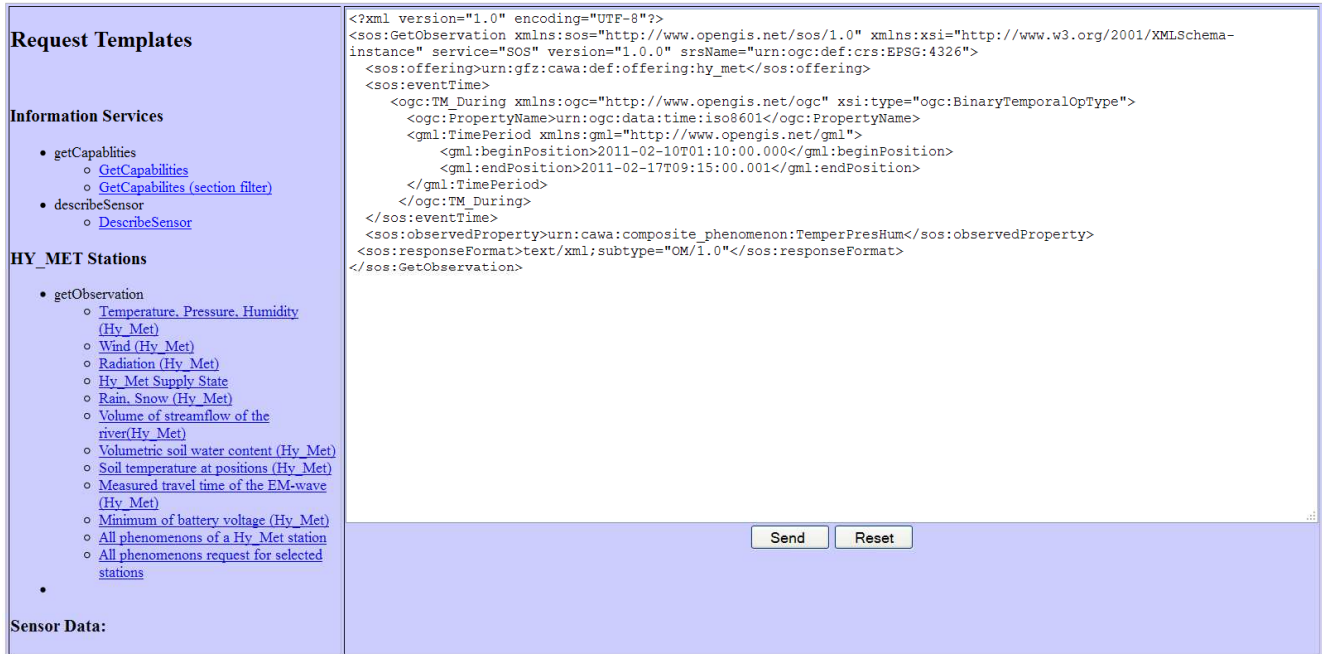 Request Templates
Information Services
getCapablities
GetCapabilities
GetCapabilites (section filter)
describeSensor
DescribeSensor
HY_MET Stations
getObservation
Temperature, Pressure, Humidity
(Hy_Met)
Wind (Hy_Met)
Radiation (Hy_Met)
Hy_Met Supply State
Rain, Snow (Hy_Met)
Volume of streamflow of the
river(Hy_Met)
Volumetric soil water content (Hy_Met)
Soil temperature at positions (Hy_Met)
Measured travel time of the EM-wave
(Hy_Met)
Minimum of battery voltage (Hy_Met)
All phenomenons of a Hy_Met station
All phenomenons request for selected
stations
Sensor Data:
<?xml version="1.0" encoding="UTF-8"?>
<sos:GetObservation xmlns:sos="http://www.opengis.net/sos/1.0" xmlns:xsi="http://www.w3.org/2001/XMLSchema-
instance" service="SOS" version="1.0.0" srsName="urn:ogc:def:crs:EPSG:4326">
<sos:offering>urn:gfz:cawa:def:offering:hy_met</sos:offering>
<sos:eventTime>
<ogc:TM_During xmlns:ogc="http://www.opengis.net/ogc" xsi:type="ogc:BinaryTemporalOpType">
<ogc:PropertyName>urn:ogc:data:time:iso8601</ogc:PropertyName>
<gml:TimePeriod xmlns:gml="http://www.opengis.net/gml">
<gml:beginPosition>2011-02-10T01:10:00.000</gml:beginPosition>
<gml:endPosition>2011-02-17T09:15:00.001</gml:endPosition>
</gml:TimePeriod>
</ogc:TM_During>
</sos:eventTime>
<sos:observedProperty>urn:cawa:composite_phenomenon:TemperPresHum</sos:observedProperty>
<sos:responseFormat>text/xml;subtype="OM/1.0"</sos:responseFormat>
</sos:GetObservation>
Send Reset